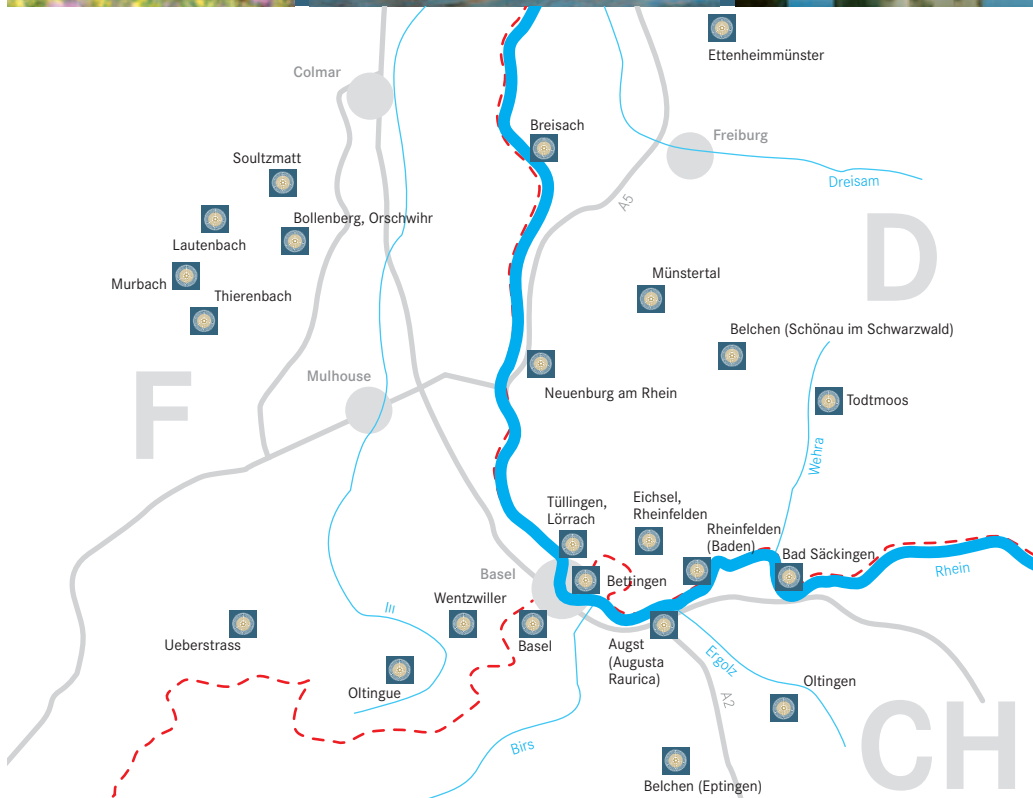 Ettenheimmünster
Colmar
Breisach
Freiburg
Soultzmatt
Dreisam
A5
Bollenberg, Orschwihr
Lautenbach
D
Münstertal
Murbach
Thierenbach
Belchen (Schönau im Schwarzwald)
Mulhouse
Neuenburg am Rhein
F
Todtmoos
Wehra
Tüllingen,
Lörrach
Eichsel,
Rheinfelden
Rheinfelden
(Baden)
Bad Säckingen
Rhein
Basel
Bettingen
Wentzwiller
Ill
Ueberstrass
Basel
Augst
(Augusta
Raurica)
Ergolz
Oltingue
Oltingen
A2
Birs
CH
Belchen (Eptingen)